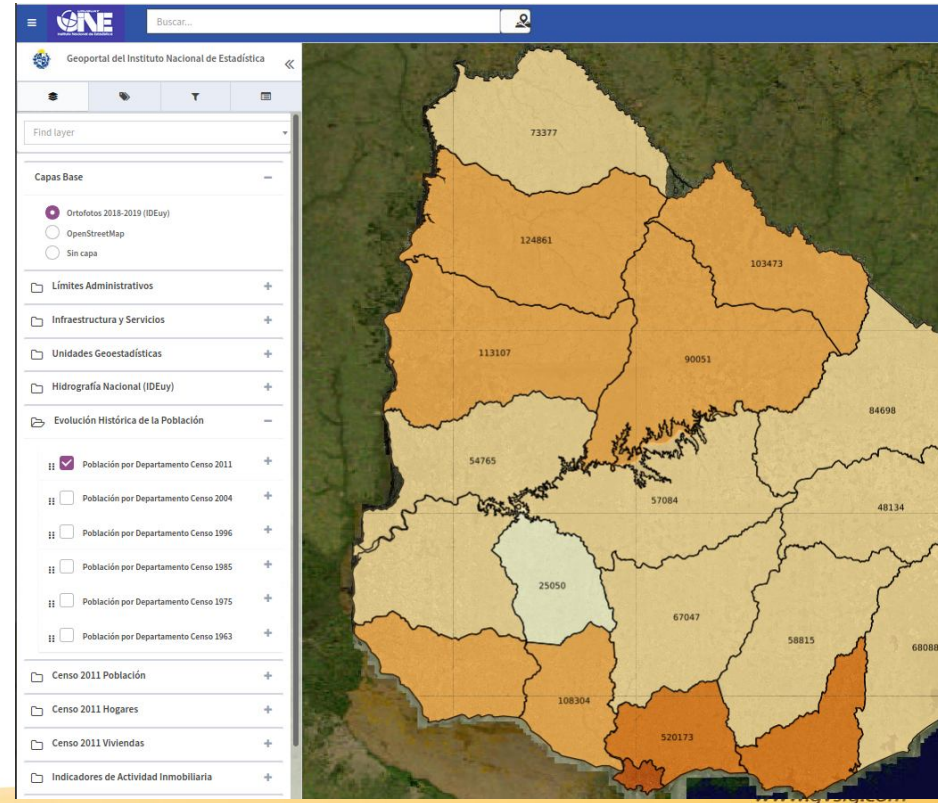 INE
Buscar...
Geoportal del Instituto Nacional de Estadística
Find layer
Capas Base
Ortofotos 2018-2019 (IDEuy)
OpenStreetMap
Sin capa
Límites Administrativos
Infraestructura y Servicios
Unidades Geoestadísticas
Hidrografía Nacional (IDEuy)
Evolución Histórica de la Población
Población por Departamento Censo 2011
Población por Departamento Censo 2004
Población por Departamento Censo 1996
Población por Departamento Censo 1985
Población por Departamento Censo 1975
Población por Departamento Censo 1963
Censo 2011 Población
Censo 2011 Hogares
Censo 2011 Viviendas
Indicadores de Actividad Inmobiliaria
73377
124861
103473
113107
90051
84698
54765
57084
48134
25050
67047
58815
68088
108304
520173